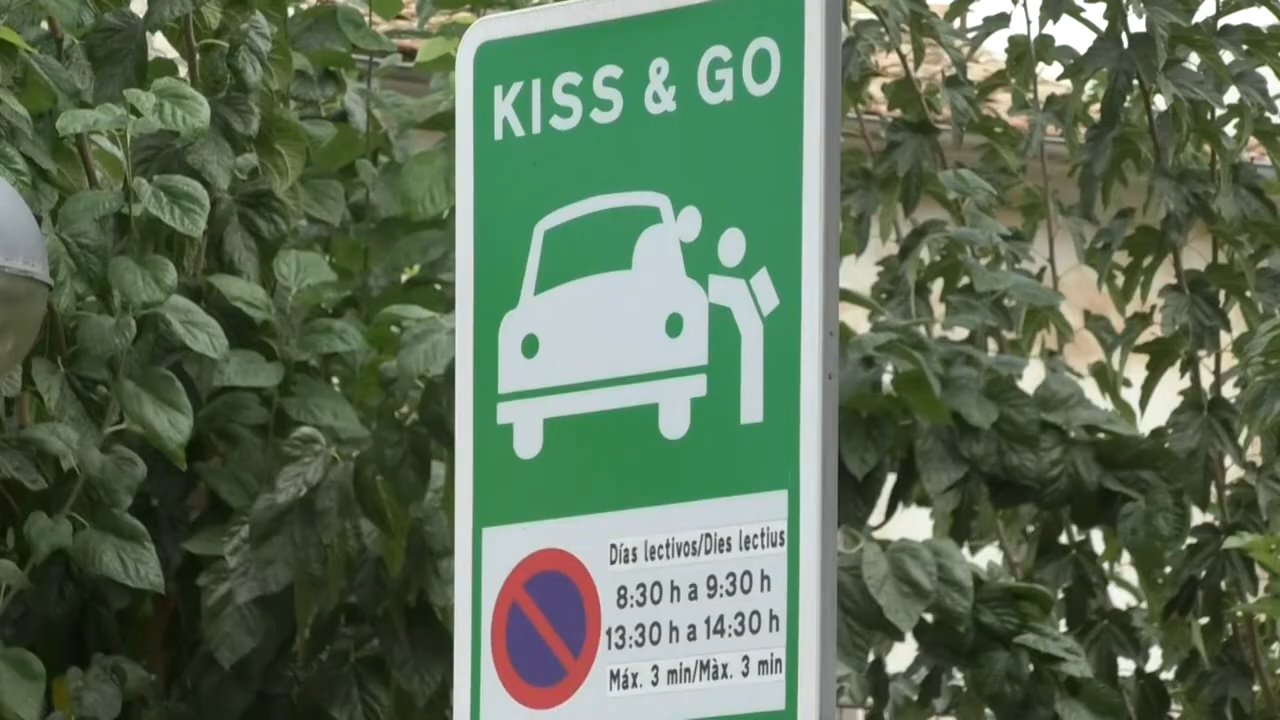 KISS & GO
Días lectivos/Dies lectius
8:30 h a 9:30 h
13:30 h a 14:30 h
Máx. 3 min/Màx. 3 min